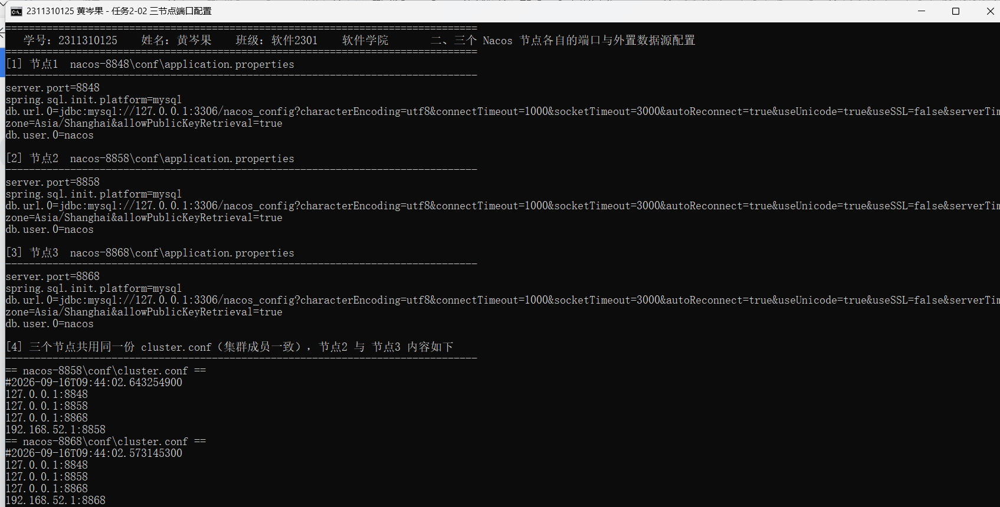 2311310125 黄岑果 - 任务2-02 三节点端口配置
================================================================================
学号：2311310125    姓名：黄岑果    班级：软件2301    软件学院       二、三个 Nacos 节点各自的端口与外置数据源配置
================================================================================
[1] 节点1  nacos-8848\conf\application.properties
--------------------------------------------------------------------------------
server.port=8848
spring.sql.init.platform=mysql
db.url.0=jdbc:mysql://127.0.0.1:3306/nacos_config?characterEncoding=utf8&connectTimeout=1000&socketTimeout=3000&autoReconnect=true&useUnicode=true&useSSL=false&serverTim
zone=Asia/Shanghai&allowPublicKeyRetrieval=true
db.user.0=nacos
[2] 节点2  nacos-8858\conf\application.properties
--------------------------------------------------------------------------------
server.port=8858
spring.sql.init.platform=mysql
db.url.0=jdbc:mysql://127.0.0.1:3306/nacos_config?characterEncoding=utf8&connectTimeout=1000&socketTimeout=3000&autoReconnect=true&useUnicode=true&useSSL=false&serverTim
zone=Asia/Shanghai&allowPublicKeyRetrieval=true
db.user.0=nacos
[3] 节点3  nacos-8868\conf\application.properties
--------------------------------------------------------------------------------
server.port=8868
spring.sql.init.platform=mysql
db.url.0=jdbc:mysql://127.0.0.1:3306/nacos_config?characterEncoding=utf8&connectTimeout=1000&socketTimeout=3000&autoReconnect=true&useUnicode=true&useSSL=false&serverTim
zone=Asia/Shanghai&allowPublicKeyRetrieval=true
db.user.0=nacos
[4] 三个节点共用同一份 cluster.conf（集群成员一致），节点2 与 节点3 内容如下
--------------------------------------------------------------------------------
== nacos-8858\conf\cluster.conf ==
#2026-09-16T09:44:02.643254900
127.0.0.1:8848
127.0.0.1:8858
127.0.0.1:8868
192.168.52.1:8858
== nacos-8868\conf\cluster.conf ==
#2026-09-16T09:44:02.573145300
127.0.0.1:8848
127.0.0.1:8858
127.0.0.1:8868
192.168.52.1:8868